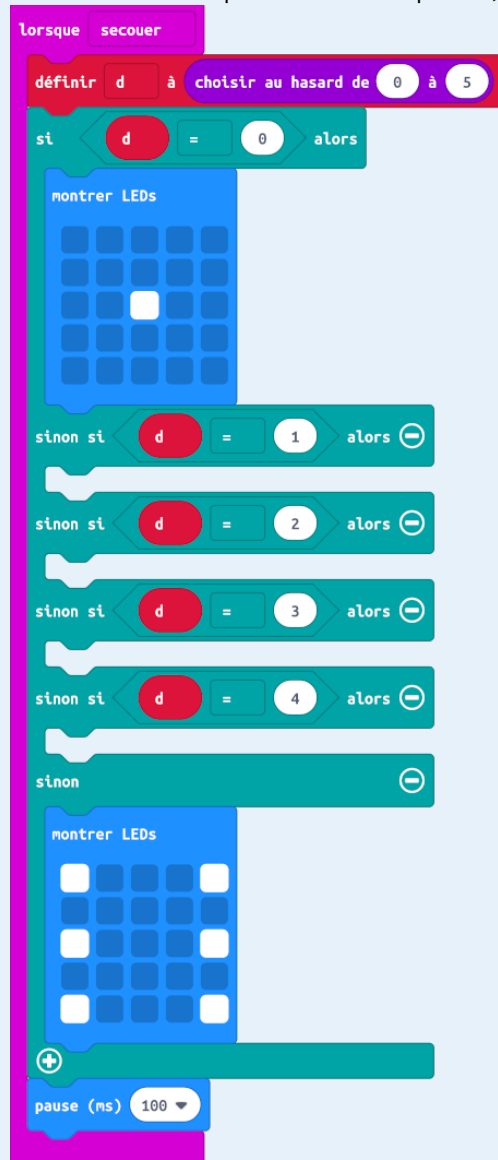 lorsque secouer
définir d à choisir au hasard de 0 à 5
si d = 0 alors
montrer LEDs
sinon si d = 1 alors
sinon si d = 2 alors
sinon si d = 3 alors
sinon si d = 4 alors
sinon
montrer LEDs
pause (ms) 100